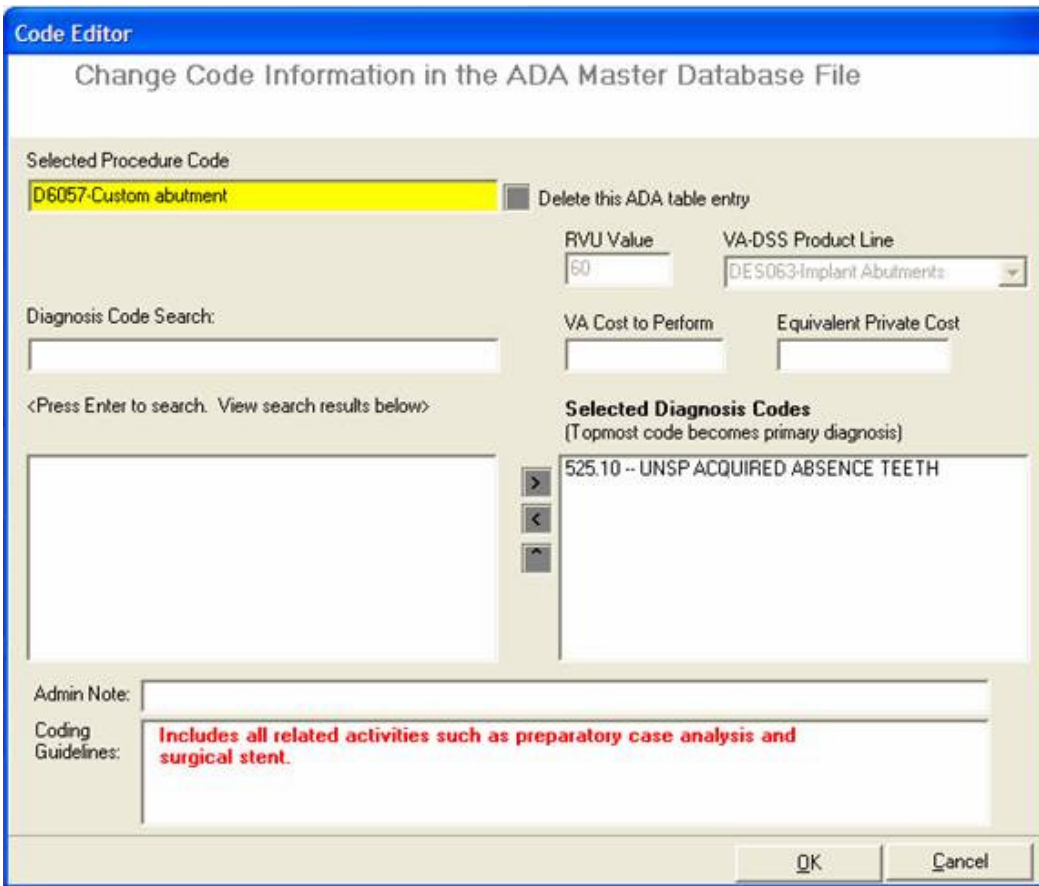 Code Editor
Change Code Information in the ADA Master Database File
Selected Procedure Code
D6057-Custom abutment
Delete this ADA table entry
RVU Value
VA-DSS Product Line
60
DES063-Implant Abutments
Diagnosis Code Search:
VA Cost to Perform
Equivalent Private Cost
<Press Enter to search. View search results below>
Selected Diagnosis Codes
(Topmost code becomes primary diagnosis)
525.10 -- UNSP ACQUIRED ABSENCE TEETH
>
<
^
Admin Note:
Coding
Guidelines:
Includes all related activities such as preparatory case analysis and
surgical stent.
OK
Cancel